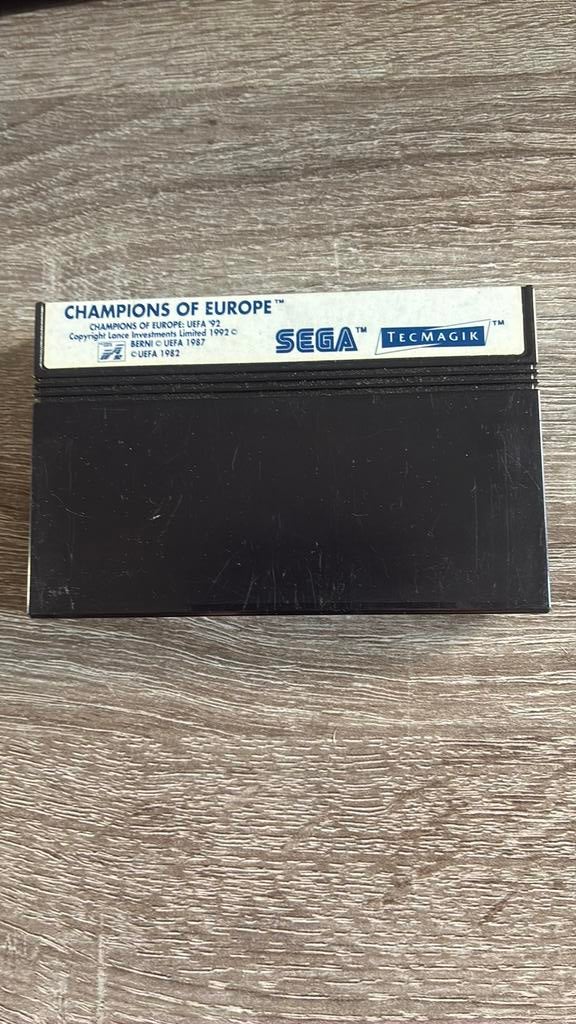 CHAMPIONS OF EUROPE™
CHAMPIONS OF EUROPE: UEFA '92
Copyright Lance Investments Limited 1992 ©
BERNI © UEFA 1987
© UEFA 1982
SEGA™
TECMAGIK™